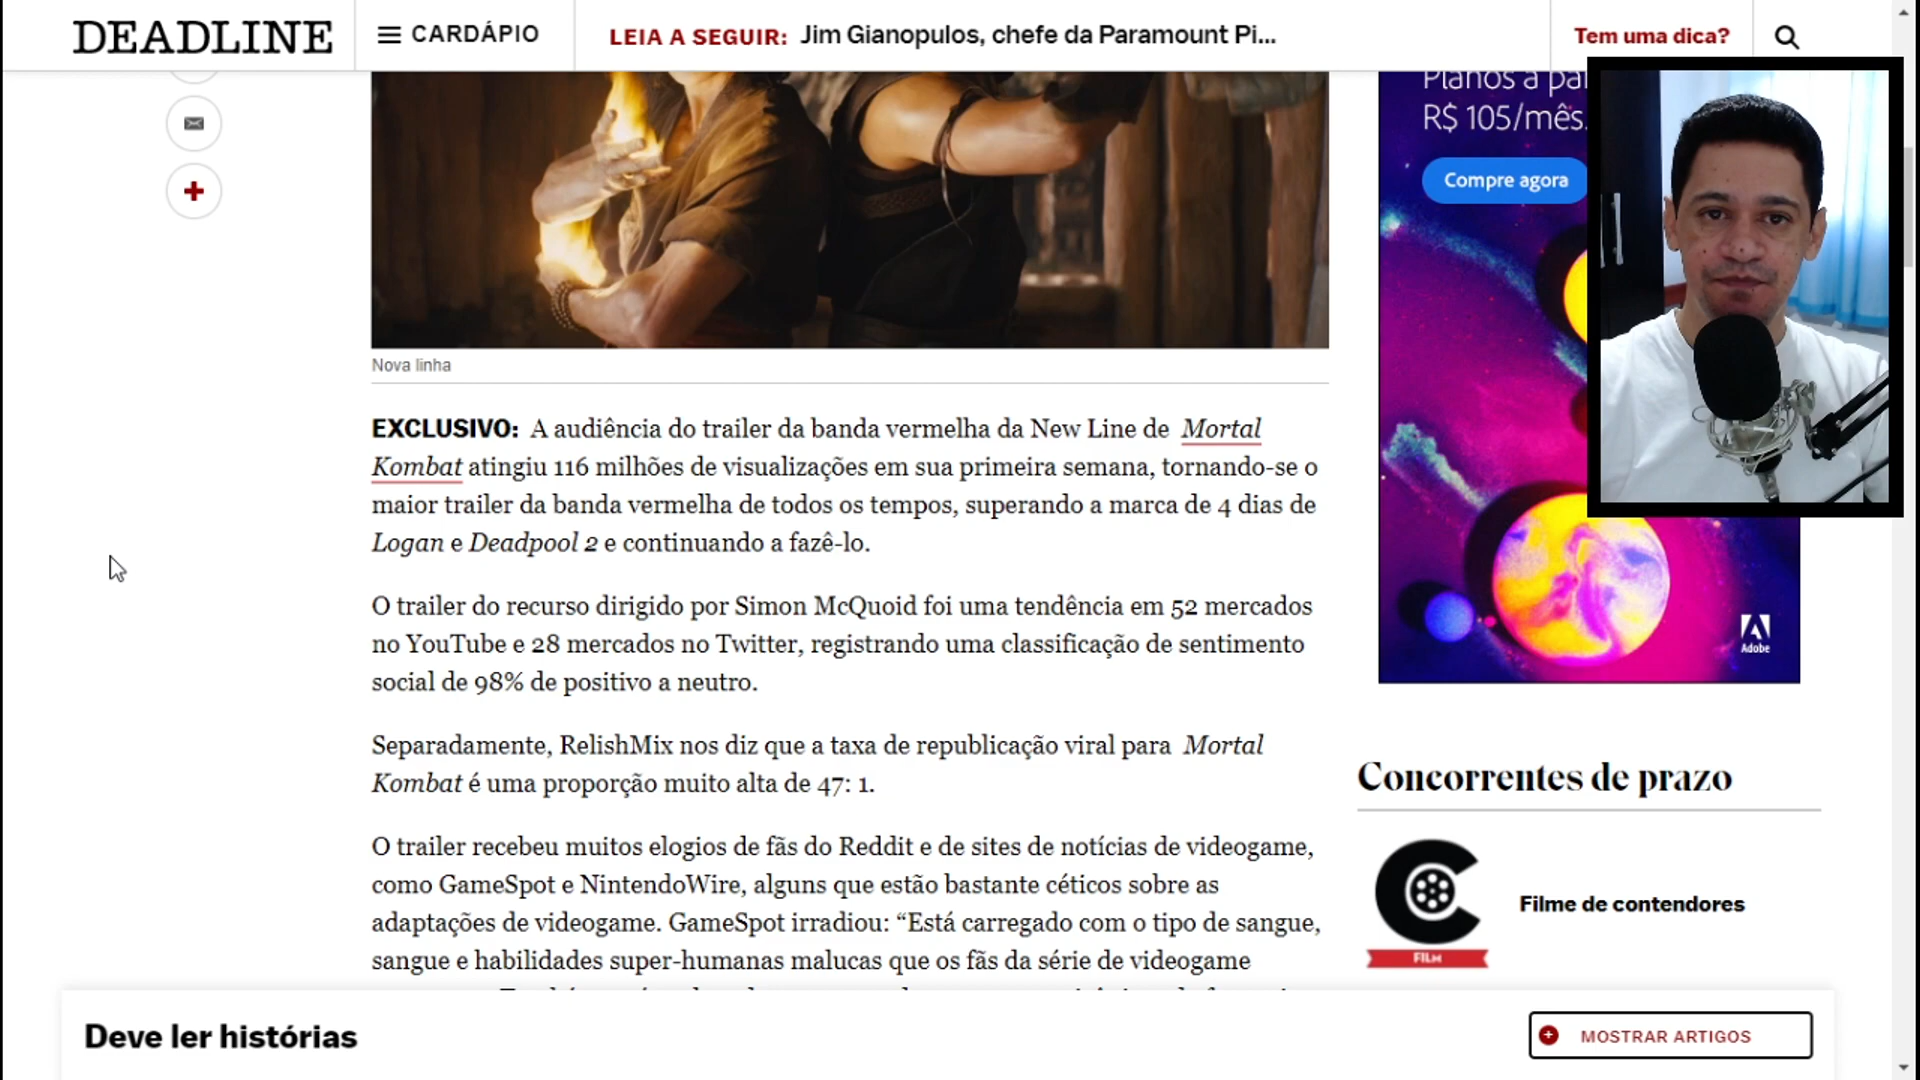 DEADLINE
CARDÁPIO
LEIA A SEGUIR: Jim Gianopulos, chefe da Paramount Pi...
Tem uma dica?
Planos a
R$ 105/mês.
Compre agora
Adobe
Nova linha
EXCLUSIVO: A audiência do trailer da banda vermelha da New Line de Mortal
Kombat atingiu 116 milhões de visualizações em sua primeira semana, tornando-se o
maior trailer da banda vermelha de todos os tempos, superando a marca de 4 dias de
Logan e Deadpool 2 e continuando a fazê-lo.
O trailer do recurso dirigido por Simon McQuoid foi uma tendência em 52 mercados
no YouTube e 28 mercados no Twitter, registrando uma classificação de sentimento
social de 98% de positivo a neutro.
Separadamente, RelishMix nos diz que a taxa de republicação viral para Mortal
Kombat é uma proporção muito alta de 47: 1.
O trailer recebeu muitos elogios de fãs do Reddit e de sites de notícias de videogame,
como GameSpot e NintendoWire, alguns que estão bastante céticos sobre as
adaptações de videogame. GameSpot irradiou: “Está carregado com o tipo de sangue,
sangue e habilidades super-humanas malucas que os fãs da série de videogame
Concorrentes de prazo
FILM
Filme de contendores
Deve ler histórias
MOSTRAR ARTIGOS